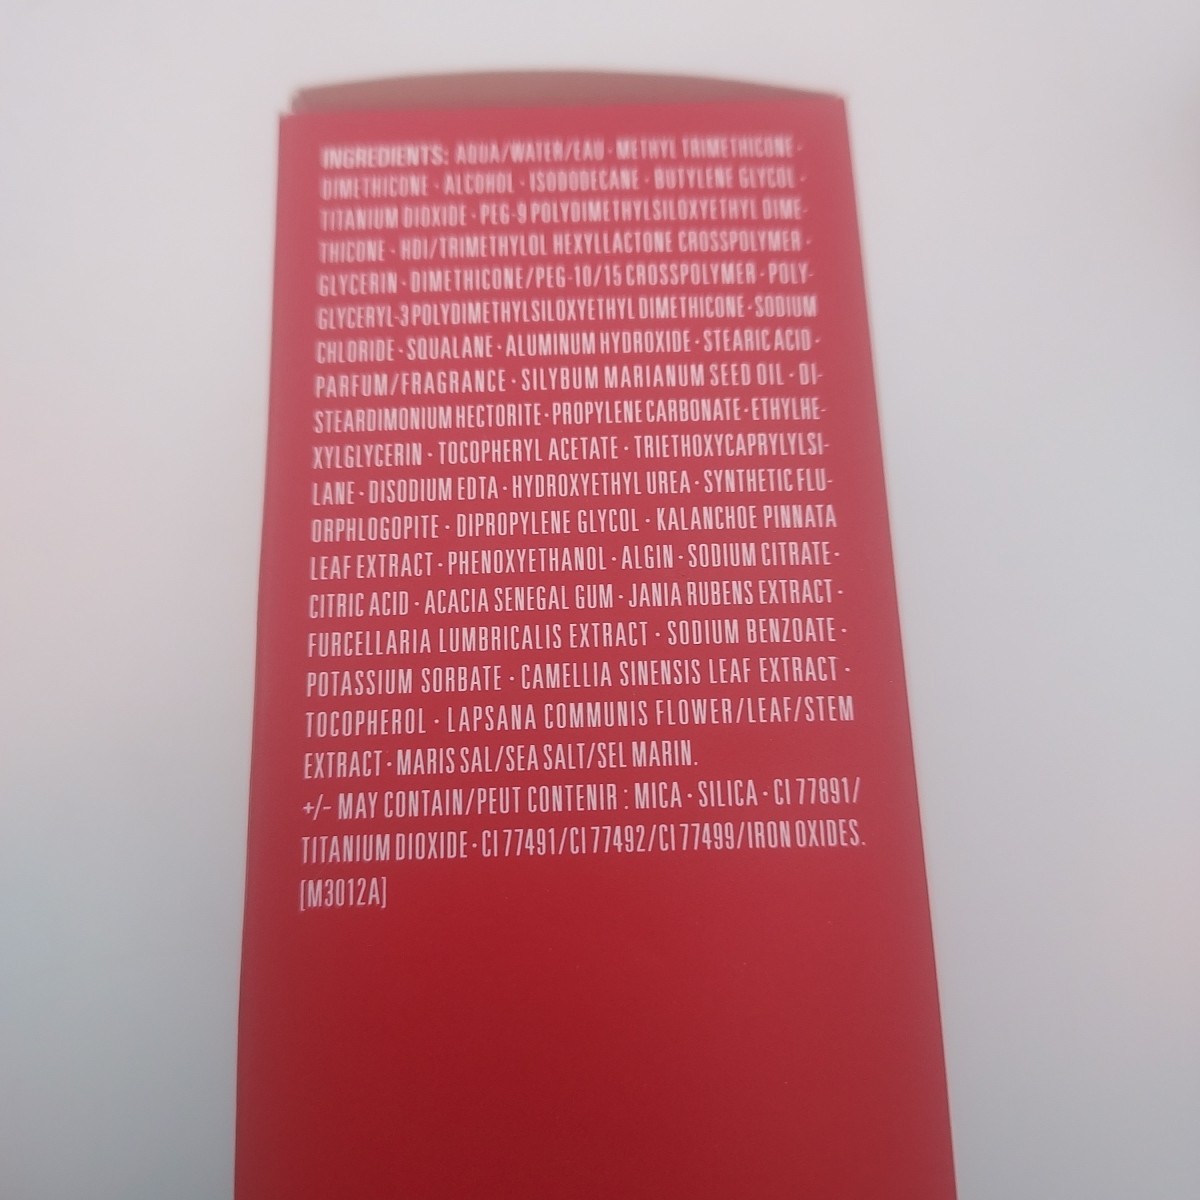 INGREDIENTS: AQUA/WATER/EAU · METHYL TRIMETHICONE ·
DIMETHICONE · ALCOHOL · ISODODECANE · BUTYLENE GLYCOL ·
TITANIUM DIOXIDE · PEG-9 POLYDIMETHYLSILOXYETHYL DIME-
THICONE · HDI/TRIMETHYLOL HEXYLLACTONE CROSSPOLYMER ·
GLYCERIN · DIMETHICONE/PEG-10/15 CROSSPOLYMER · POLY-
GLYCERYL-3 POLYDIMETHYLSILOXYETHYL DIMETHICONE · SODIUM
CHLORIDE · SQUALANE · ALUMINUM HYDROXIDE · STEARIC ACID ·
PARFUM/FRAGRANCE · SILYBUM MARIANUM SEED OIL · DI-
STEARDIMONIUM HECTORITE · PROPYLENE CARBONATE · ETHYLHE-
XYLGLYCERIN · TOCOPHERYL ACETATE · TRIETHOXYCAPRYLYLSI-
LANE · DISODIUM EDTA · HYDROXYETHYL UREA · SYNTHETIC FLU-
ORPHLOGOPITE · DIPROPYLENE GLYCOL · KALANCHOE PINNATA
LEAF EXTRACT · PHENOXYETHANOL · ALGIN · SODIUM CITRATE ·
CITRIC ACID · ACACIA SENEGAL GUM · JANIA RUBENS EXTRACT ·
FURCELLARIA LUMBRICALIS EXTRACT · SODIUM BENZOATE ·
POTASSIUM SORBATE · CAMELLIA SINENSIS LEAF EXTRACT ·
TOCOPHEROL · LAPSANA COMMUNIS FLOWER/LEAF/STEM
EXTRACT · MARIS SAL/SEA SALT/SEL MARIN.
+/- MAY CONTAIN/PEUT CONTENIR : MICA · SILICA · CI 77891/
TITANIUM DIOXIDE · CI 77491/CI 77492/CI 77499/IRON OXIDES.
[M3012A]